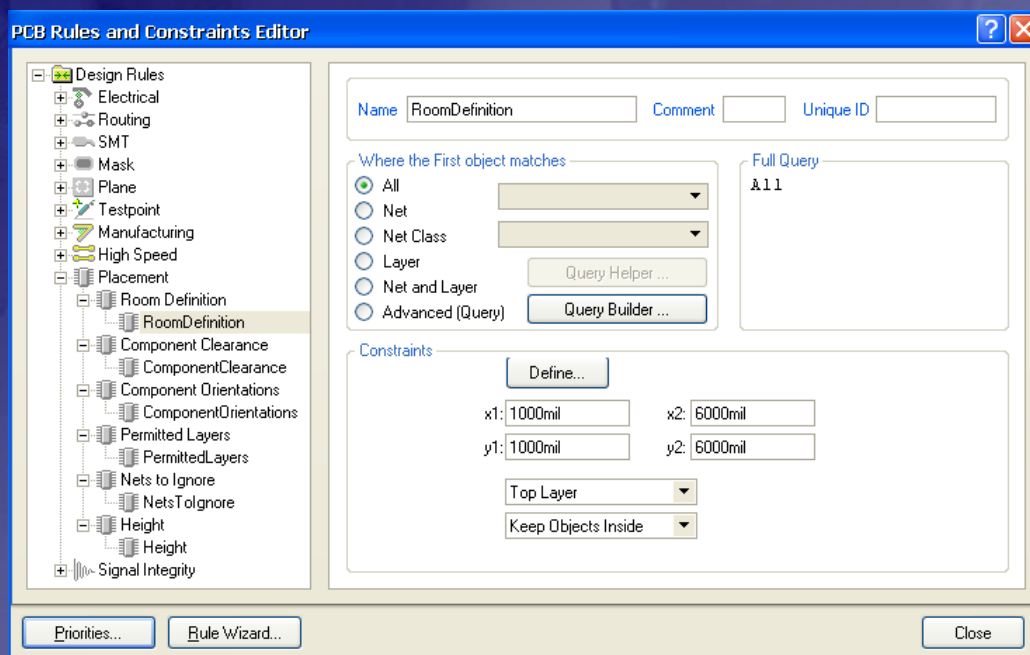 PCB Rules and Constraints Editor
Design Rules
Electrical
Routing
SMT
Mask
Plane
Testpoint
Manufacturing
High Speed
Placement
Room Definition
RoomDefinition
Component Clearance
ComponentClearance
Component Orientations
ComponentOrientations
Permitted Layers
PermittedLayers
Nets to Ignore
NetsToIgnore
Height
Height
Signal Integrity
Name RoomDefinition Comment Unique ID
Where the First object matches
All
Net
Net Class
Layer
Net and Layer
Advanced (Query)
Query Helper ...
Query Builder ...
Full Query
All
Constraints
Define...
x1: 1000mil x2: 6000mil
y1: 1000mil y2: 6000mil
Top Layer
Keep Objects Inside
Priorities... Rule Wizard... Close